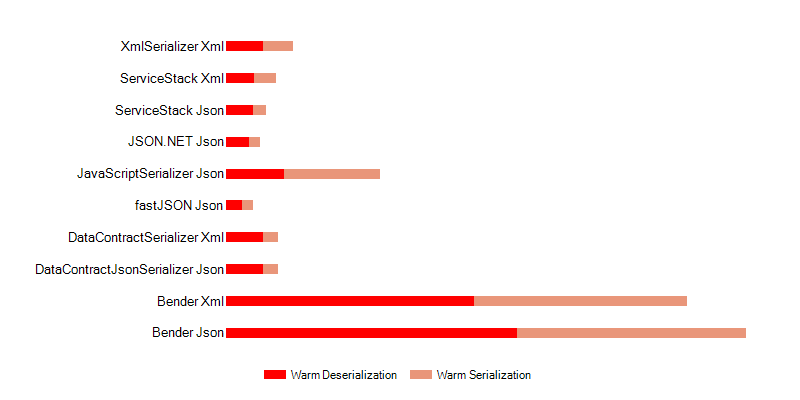 XmlSerializer Xml
ServiceStack Xml
ServiceStack Json
JSON.NET Json
JavaScriptSerializer Json
fastJSON Json
DataContractSerializer Xml
DataContractJsonSerializer Json
Bender Xml
Bender Json
Warm Deserialization Warm Serialization